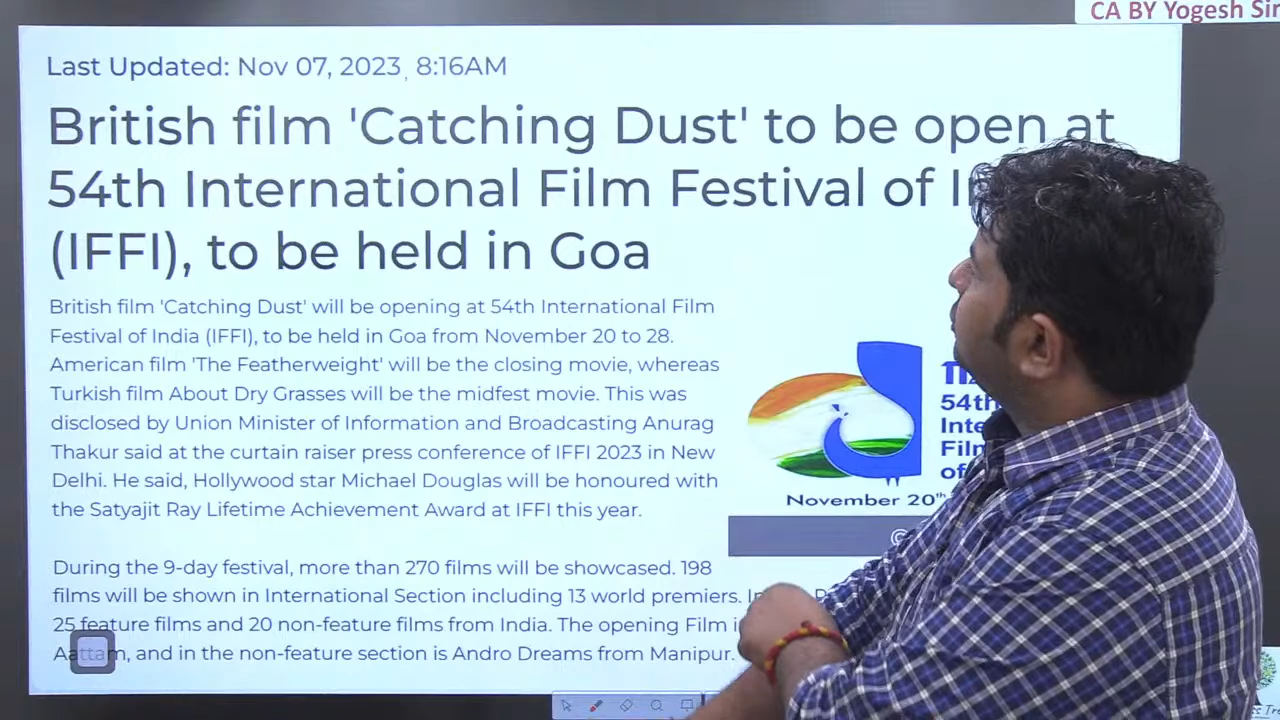 CA BY Yogesh Sir
Last Updated: Nov 07, 2023, 8:16AM
British film 'Catching Dust' to be open at
54th International Film Festival of
(IFFI), to be held in Goa
British film 'Catching Dust' will be opening at 54th International Film
Festival of India (IFFI), to be held in Goa from November 20 to 28.
American film 'The Featherweight' will be the closing movie, whereas
Turkish film About Dry Grasses will be the midfest movie. This was
disclosed by Union Minister of Information and Broadcasting Anurag
Thakur said at the curtain raiser press conference of IFFI 2023 in New
Delhi. He said, Hollywood star Michael Douglas will be honoured with
the Satyajit Ray Lifetime Achievement Award at IFFI this year.
54th
of
November 20th
During the 9-day festival, more than 270 films will be showcased. 198
films will be shown in International Section including 13 world premiers.
25 feature films and 20 non-feature films from India. The opening Film
Aattam, and in the non-feature section is Andro Dreams from Manipur.